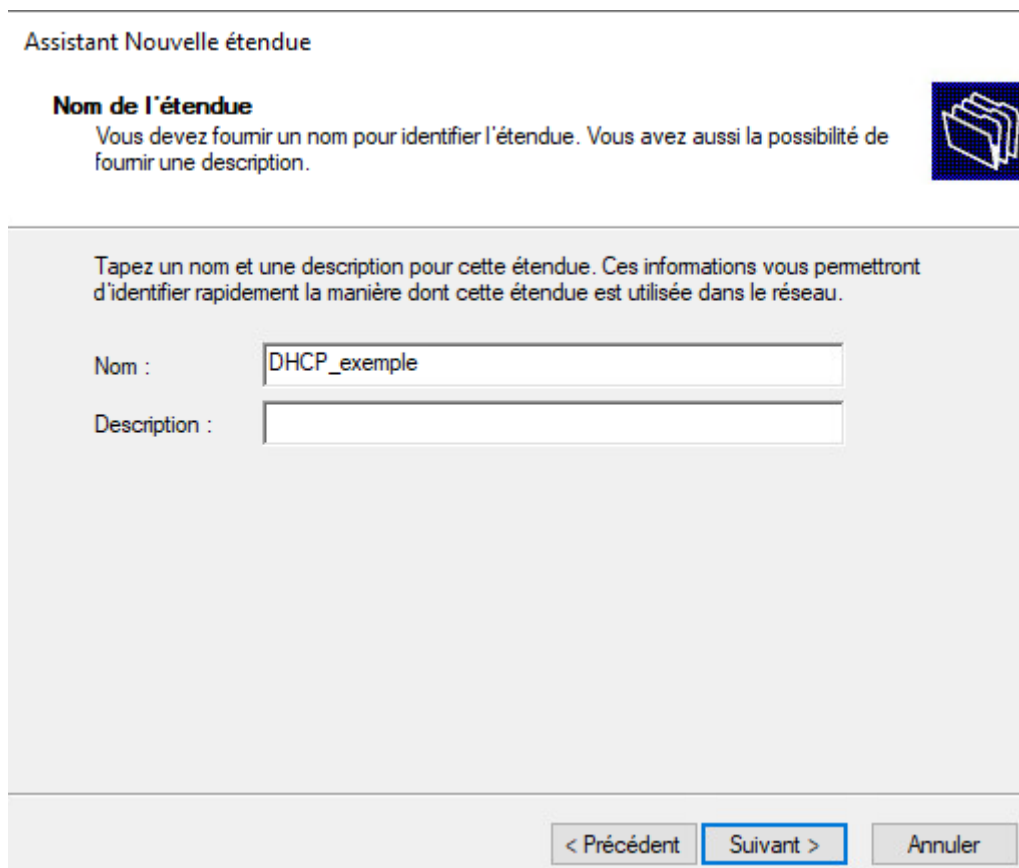 Assistant Nouvelle étendue
Nom de l'étendue
Vous devez fournir un nom pour identifier l'étendue. Vous avez aussi la possibilité de
fournir une description.
Tapez un nom et une description pour cette étendue. Ces informations vous permettront
d'identifier rapidement la manière dont cette étendue est utilisée dans le réseau.
Nom : DHCP_exemple
Description :
< Précédent Suivant > Annuler